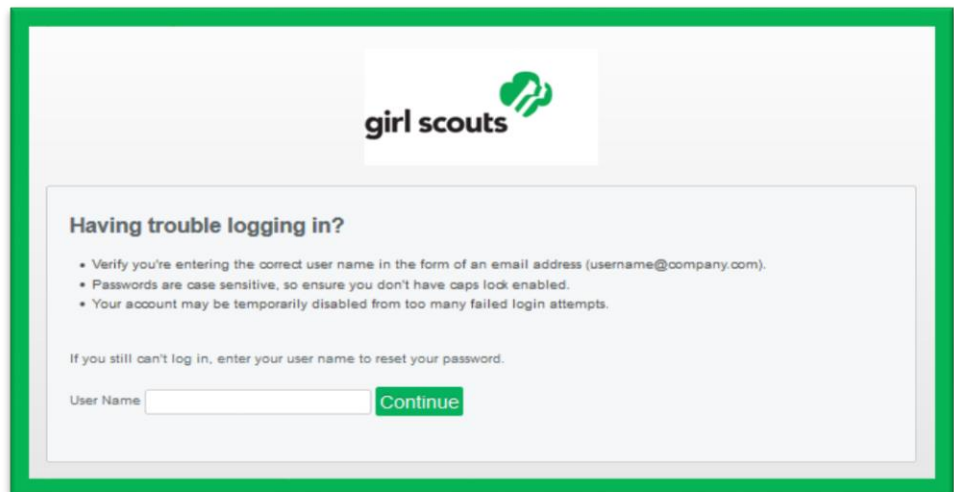 girl scouts
Having trouble logging in?
• Verify you're entering the correct user name in the form of an email address (username@company.com).
• Passwords are case sensitive, so ensure you don't have caps lock enabled.
• Your account may be temporarily disabled from too many failed login attempts.
If you still can't log in, enter your user name to reset your password.
User Name Continue